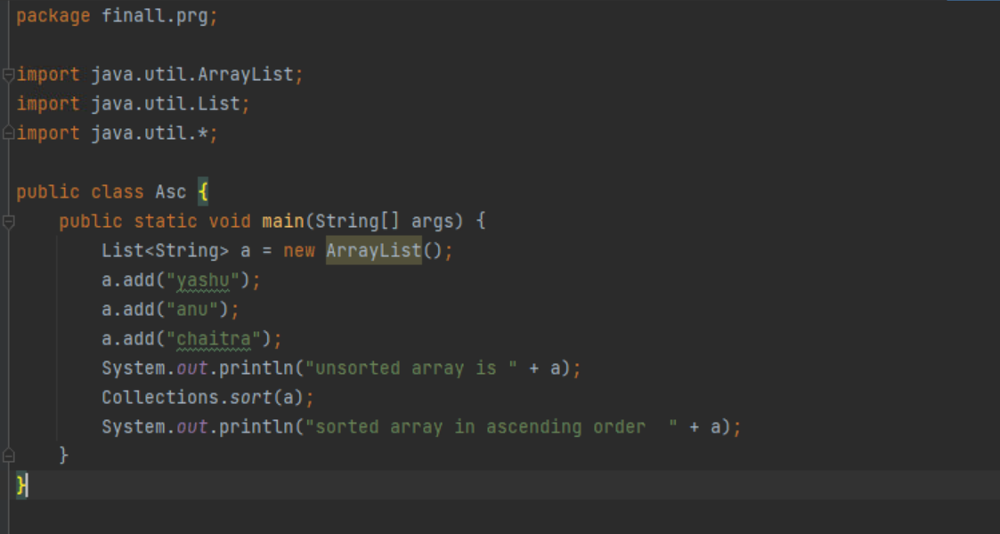 package finall.prg;
import java.util.ArrayList;
import java.util.List;
import java.util.*;
public class Asc {
    public static void main(String[] args) {
        List<String> a = new ArrayList();
        a.add("yashu");
        a.add("anu");
        a.add("chaitra");
        System.out.println("unsorted array is " + a);
        Collections.sort(a);
        System.out.println("sorted array in ascending order  " + a);
    }
}